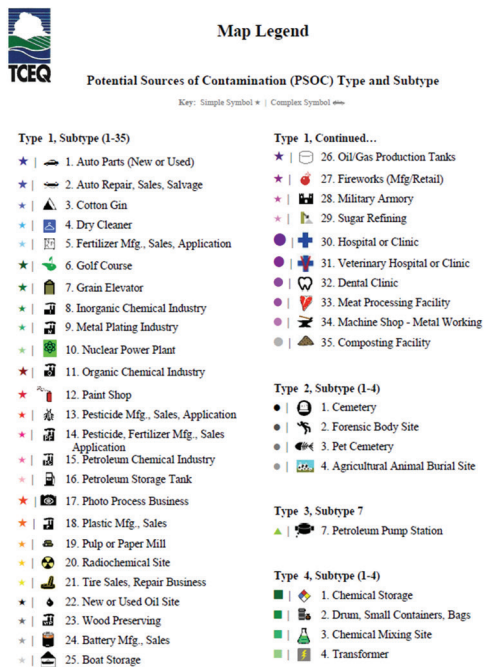 TCEQ
Map Legend
Potential Sources of Contamination (PSOC) Type and Subtype
Key: Simple Symbol ★ | Complex Symbol
Type 1, Subtype (1-35)
1. Auto Parts (New or Used)
2. Auto Repair, Sales, Salvage
3. Cotton Gin
4. Dry Cleaner
5. Fertilizer Mfg., Sales, Application
6. Golf Course
7. Grain Elevator
8. Inorganic Chemical Industry
9. Metal Plating Industry
10. Nuclear Power Plant
11. Organic Chemical Industry
12. Paint Shop
13. Pesticide Mfg., Sales, Application
14. Pesticide, Fertilizer Mfg., Sales
Application
15. Petroleum Chemical Industry
16. Petroleum Storage Tank
17. Photo Process Business
18. Plastic Mfg., Sales
19. Pulp or Paper Mill
20. Radiochemical Site
21. Tire Sales, Repair Business
22. New or Used Oil Site
23. Wood Preserving
24. Battery Mfg., Sales
25. Boat Storage
Type 1, Continued…
26. Oil/Gas Production Tanks
27. Fireworks (Mfg/Retail)
28. Military Armory
29. Sugar Refining
30. Hospital or Clinic
31. Veterinary Hospital or Clinic
32. Dental Clinic
33. Meat Processing Facility
34. Machine Shop - Metal Working
35. Composting Facility
Type 2, Subtype (1-4)
1. Cemetery
2. Forensic Body Site
3. Pet Cemetery
4. Agricultural Animal Burial Site
Type 3, Subtype 7
7. Petroleum Pump Station
Type 4, Subtype (1-4)
1. Chemical Storage
2. Drum, Small Containers, Bags
3. Chemical Mixing Site
4. Transformer